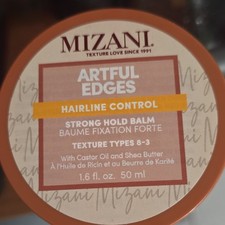 MIZANI.
TEXTURE LOVE SINCE 1991
ARTFUL
EDGES
HAIRLINE CONTROL
STRONG HOLD BALM
BAUME FIXATION FORTE
TEXTURE TYPES 6-3
With Castor Oil and Shea Butter
À l'Huile de Ricin et au Beurre de Karité
1.6 fl. oz. 50 ml